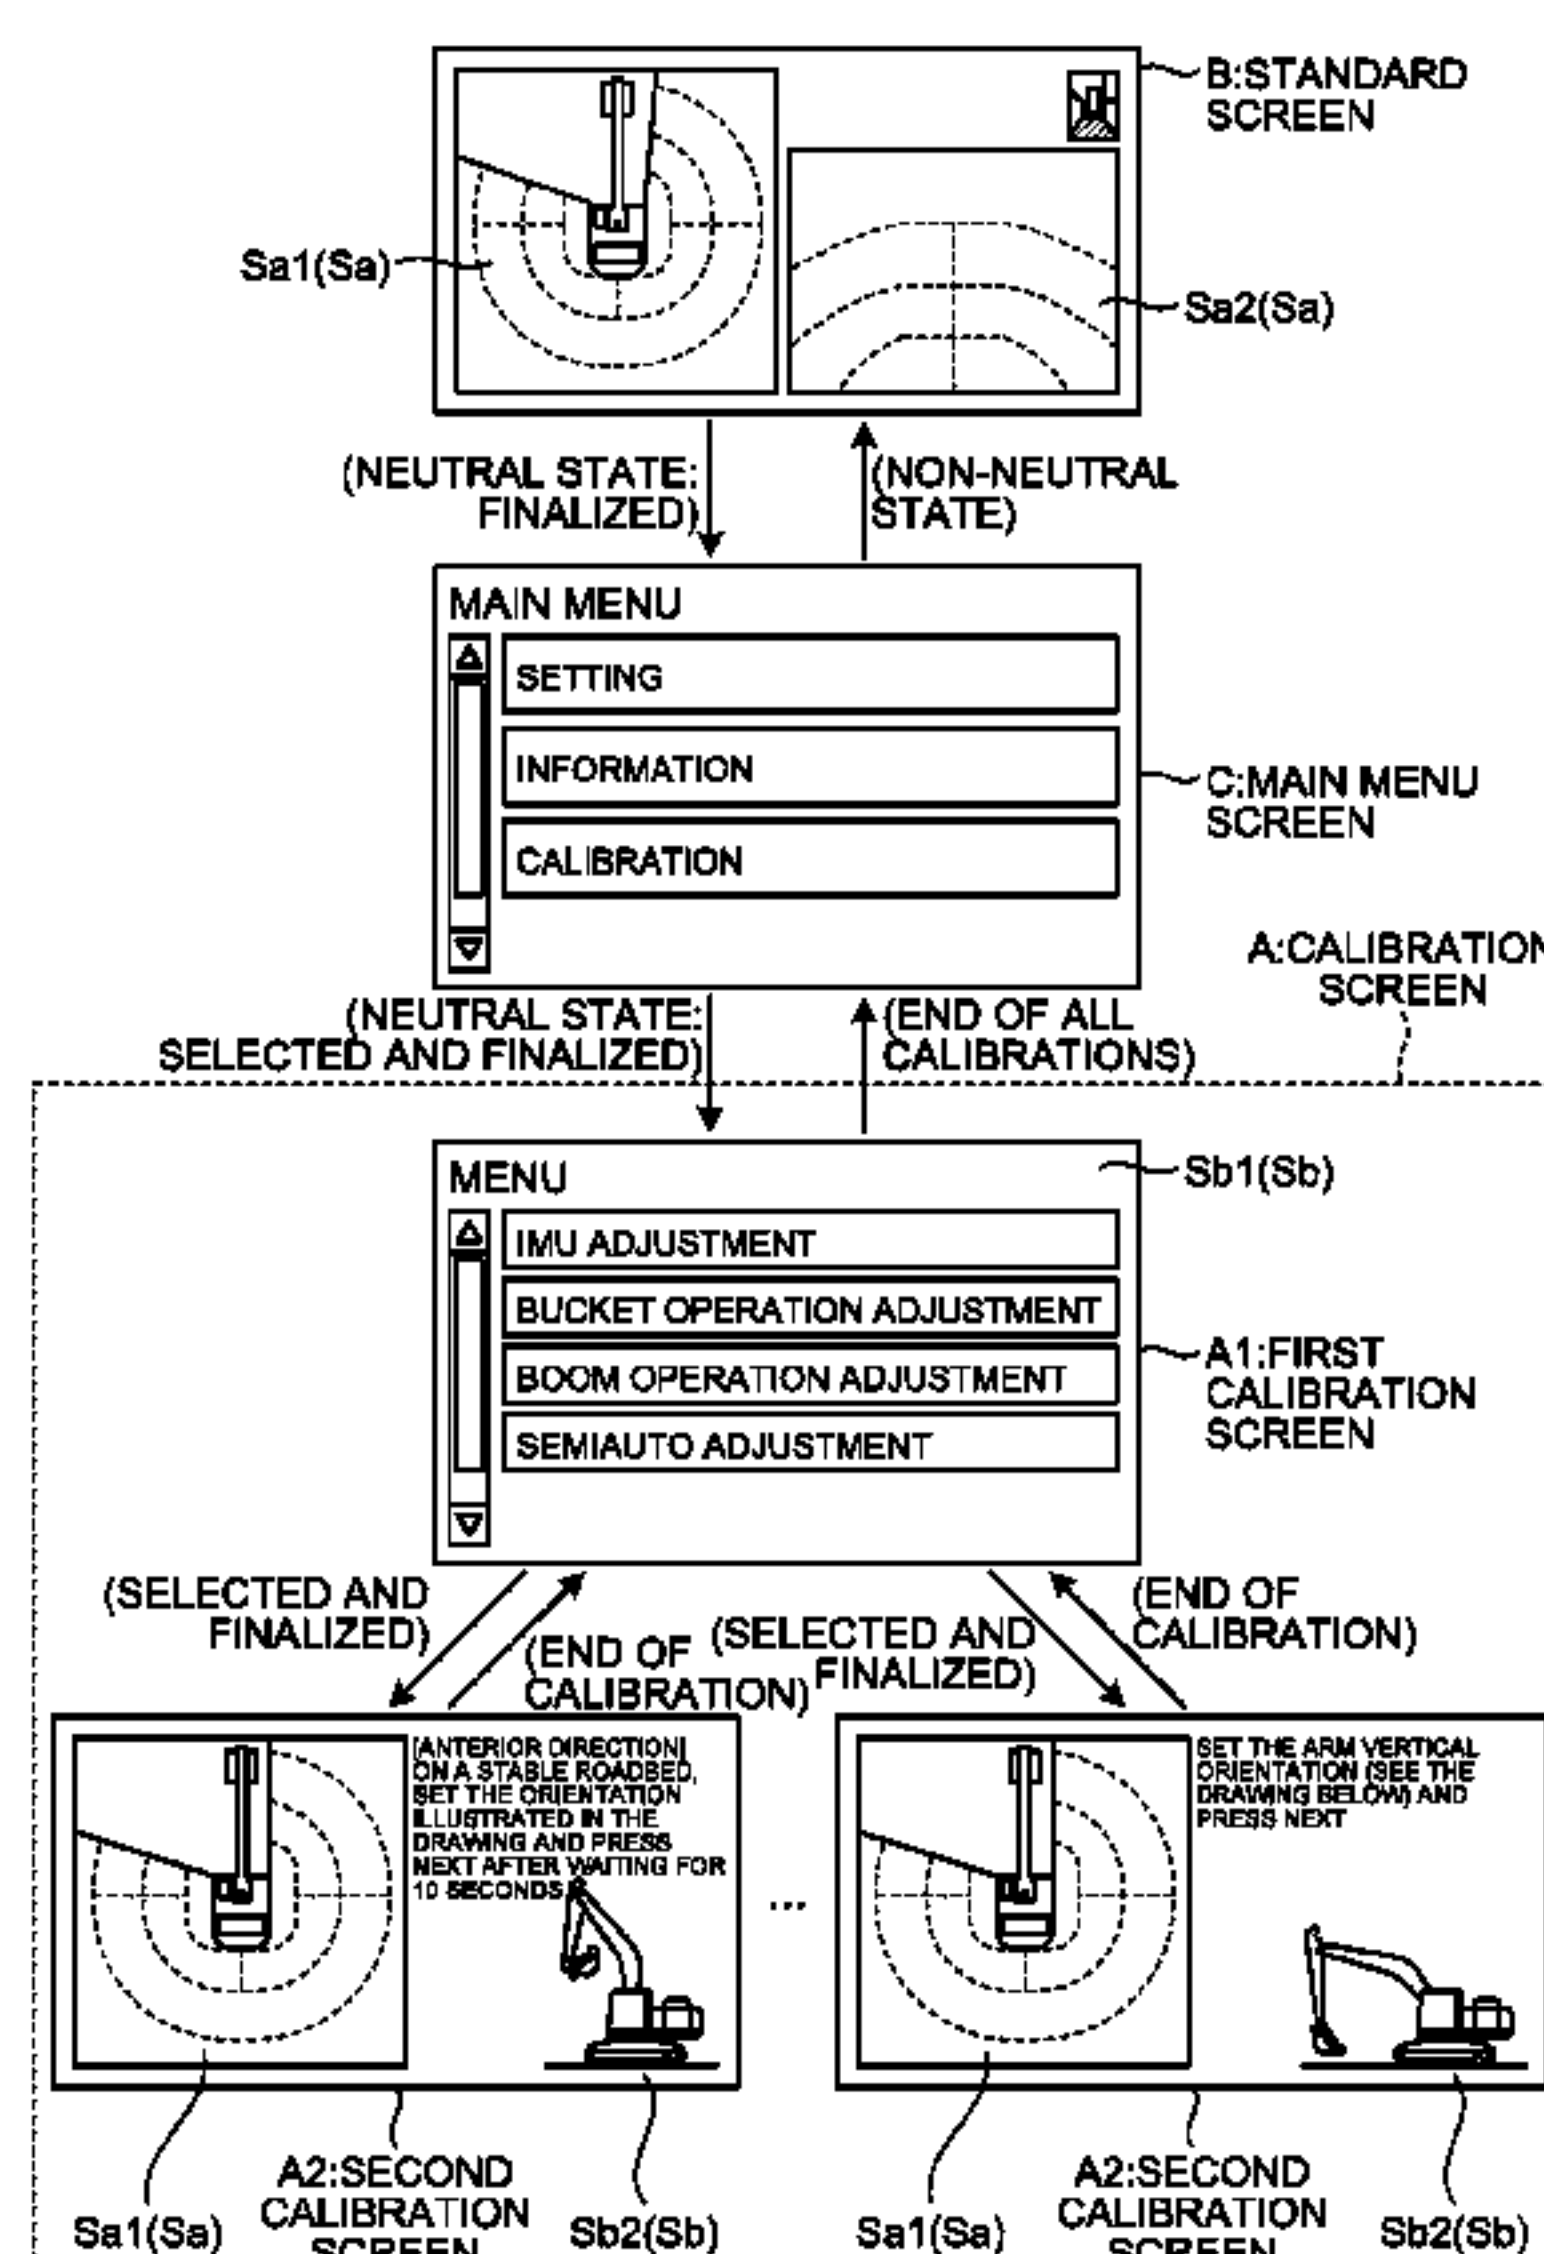 B:STANDARD
SCREEN
Sa1(Sa)
Sa2(Sa)
(NEUTRAL STATE:
FINALIZED)
(NON-NEUTRAL
STATE)
MAIN MENU
SETTING
INFORMATION
CALIBRATION
C:MAIN MENU
SCREEN
A:CALIBRATION
SCREEN
(NEUTRAL STATE:
SELECTED AND FINALIZED)
(END OF ALL
CALIBRATIONS)
MENU
Sb1(Sb)
IMU ADJUSTMENT
BUCKET OPERATION ADJUSTMENT
BOOM OPERATION ADJUSTMENT
SEMIAUTO ADJUSTMENT
A1:FIRST
CALIBRATION
SCREEN
(SELECTED AND
FINALIZED)
(END OF
CALIBRATION)
(SELECTED AND
FINALIZED)
(END OF
CALIBRATION)
[ANTERIOR DIRECTION]
ON A STABLE ROADBED,
SET THE ORIENTATION
ILLUSTRATED IN THE
DRAWING AND PRESS
NEXT AFTER WAITING FOR
10 SECONDS
...
SET THE ARM VERTICAL
ORIENTATION (SEE THE
DRAWING BELOW) AND
PRESS NEXT
Sa1(Sa)
A2:SECOND
CALIBRATION
SCREEN
Sb2(Sb)
Sa1(Sa)
A2:SECOND
CALIBRATION
SCREEN
Sb2(Sb)